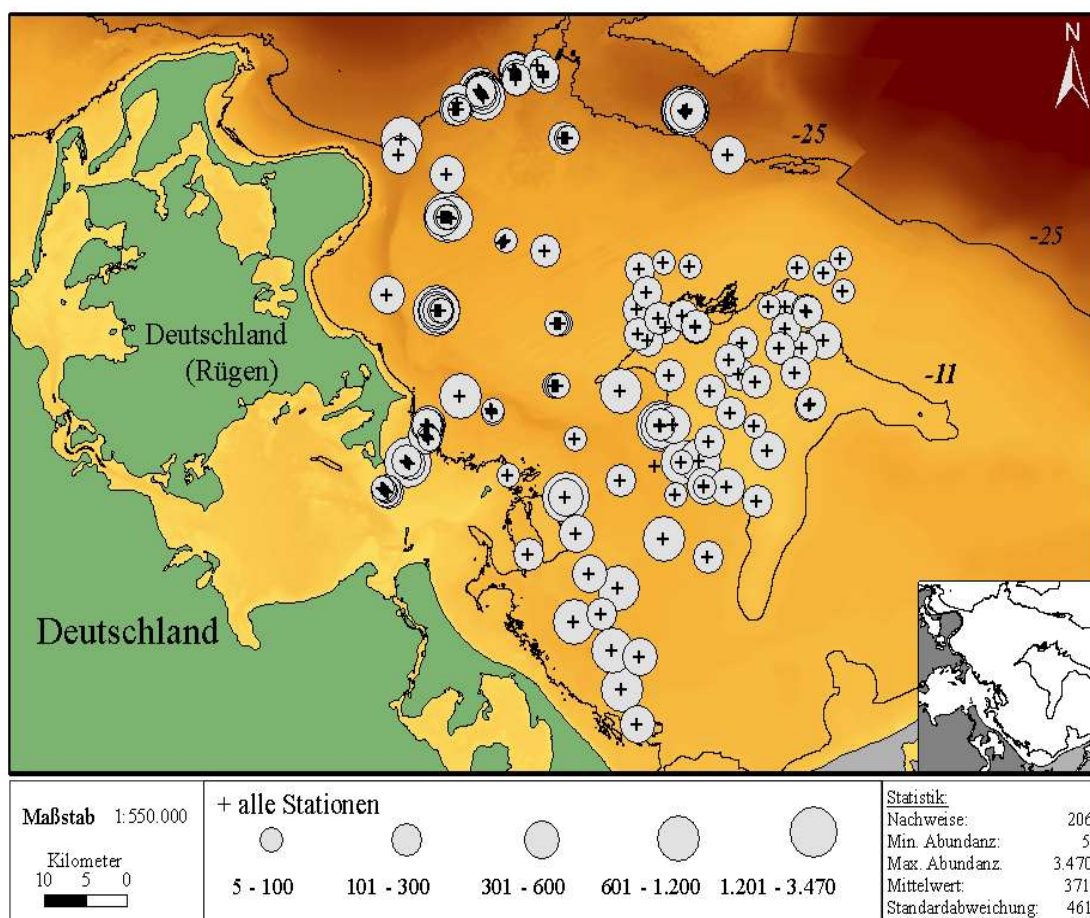 N
-25
-25
Deutschland
(Rügen)
-11
Deutschland
Maßstab 1:550.000
Kilometer
10 5 0
+ alle Stationen
5 - 100
101 - 300
301 - 600
601 - 1.200
1.201 - 3.470
Statistik:
Nachweise: 206
Min. Abundanz: 5
Max. Abundanz. 3.470
Mittelwert: 371
Standardabweichung: 461